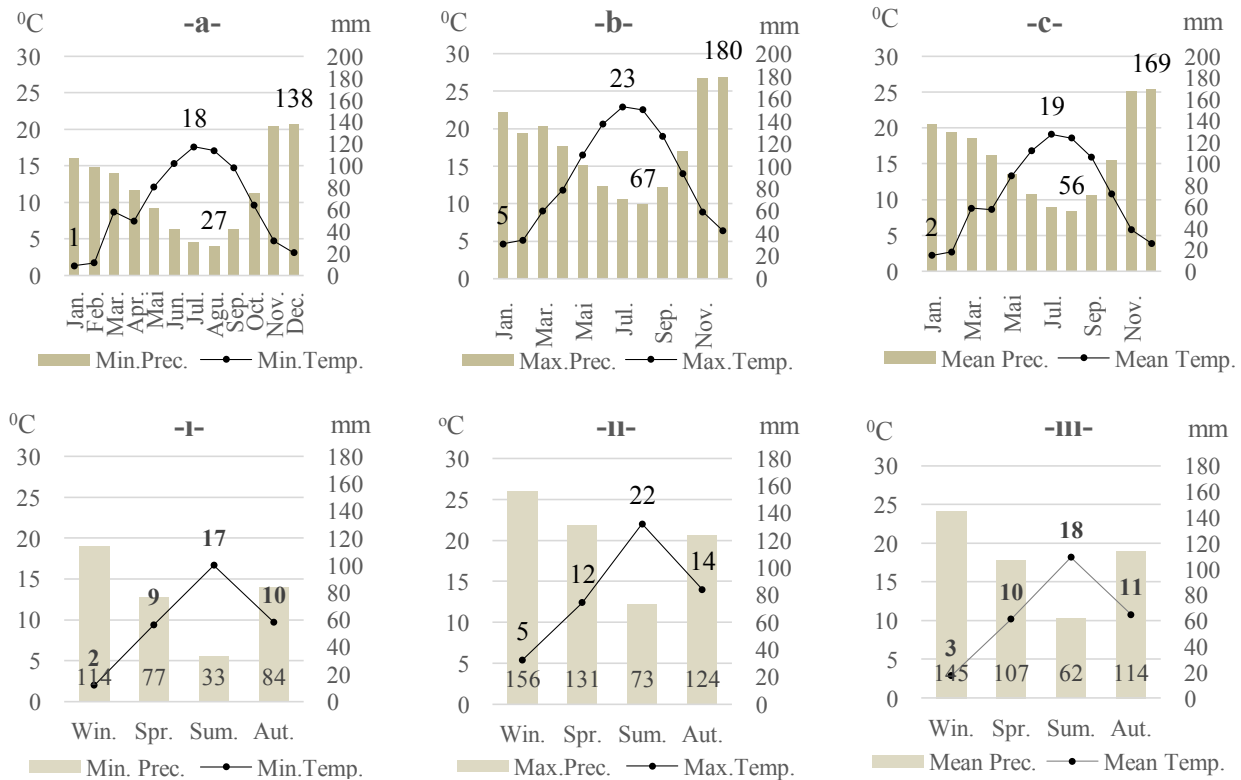 ⁰C -a- mm
30 200
25 180
160
20 140
15 120
100
10 80
60
5 40
20
0 0
1 18 27 138
Jan. Feb. Mar. Apr. Mai Jun. Jul. Agu. Sep. Oct. Nov. Dec.
Min.Prec. Min.Temp.
⁰C -b- mm
30 200
25 180
160
20 140
15 120
100
10 80
60
5 40
20
0 0
5 23 67 180
Jan. Mar. Mai Jul. Sep. Nov.
Max.Prec. Max.Temp.
⁰C -c- mm
30 200
25 180
160
20 140
15 120
100
10 80
60
5 40
20
0 0
2 19 56 169
Jan. Mar. Mai Jul. Sep. Nov.
Mean Prec. Mean Temp.
⁰C -ı- mm
30 180
25 160
140
20 120
15 100
80
10 60
5 40
20
0 0
2 9 17 10
114 77 33 84
Win. Spr. Sum. Aut.
Min. Prec. Min.Temp.
ᵒC -ıı- mm
30 180
25 160
140
20 120
15 100
80
10 60
5 40
20
0 0
5 12 22 14
156 131 73 124
Win. Spr. Sum. Aut.
Max.Prec. Max.Temp.
⁰C -ııı- mm
30 180
25 160
140
20 120
15 100
80
10 60
5 40
20
0 0
3 10 18 11
145 107 62 114
Win. Spr. Sum. Aut.
Mean Prec. Mean Temp.